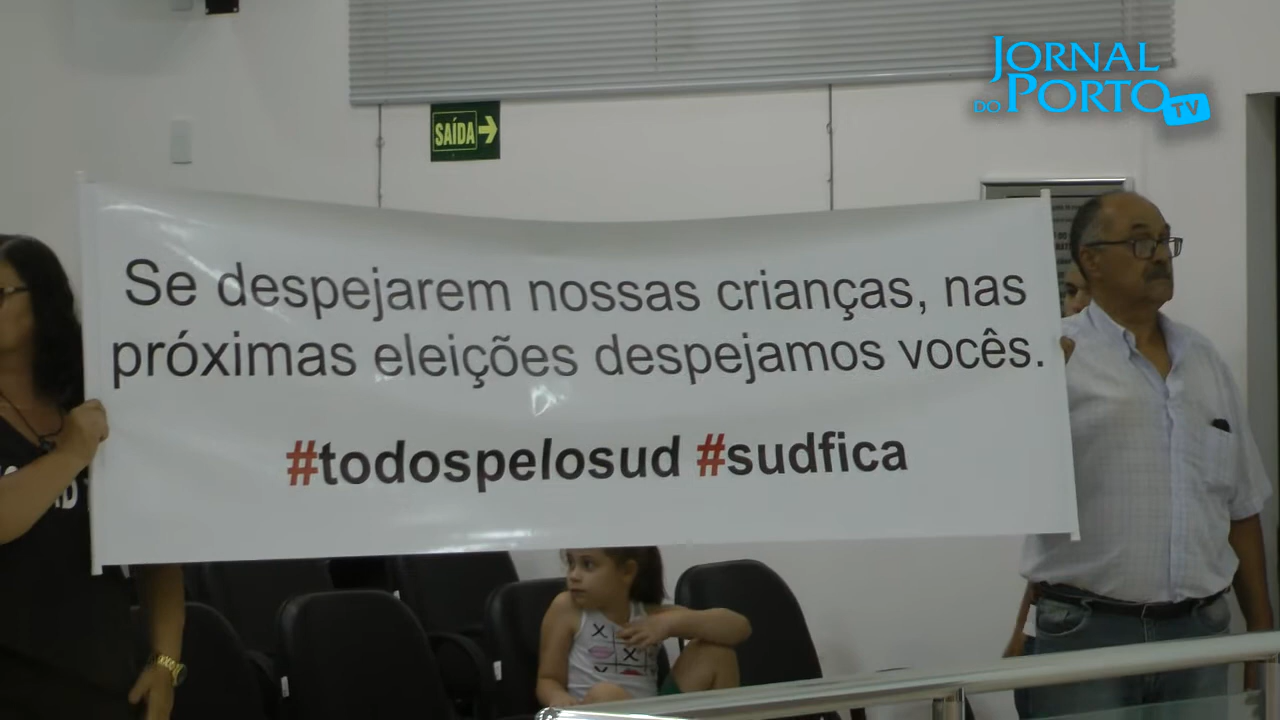 JORNAL
DO PORTO TV
SAÍDA
Se despejarem nossas crianças, nas
próximas eleições despejamos vocês.
#todospelosud #sudfica